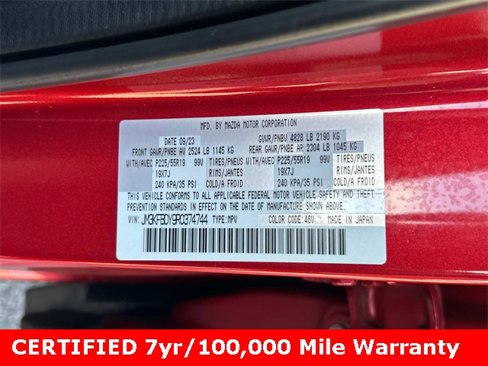 MFD. BY MAZDA MOTOR CORPORATION
DATE 09/23 GVWR/PNBV 4828 LB 2190 KG
FRONT GAWR/PNBE AV 2524 LB 1145 KG REAR GAWR/PNBE AR 2304 LB 1045 KG
WITH/AVEC P225/55R19 99V TIRES/PNEUS WITH/AVEC P225/55R19 99V TIRES/PNEUS
19X7J RIMS/JANTES 19X7J RIMS/JANTES
240 KPA/35 PSI 240 KPA/35 PSI
THIS VEHICLE CONFORMS TO ALL APPLICABLE FEDERAL MOTOR VEHICLE SAFETY, BUMPER, AND THEFT
PREVENTION STANDARDS IN EFFECT ON THE DATE OF MANUFACTURE SHOWN ABOVE.
VIN: JM3KFBDY9R0374744 TYPE:MPV COLOR CODE:46V MADE IN JAPAN
CERTIFIED 7yr/100,000 Mile Warranty